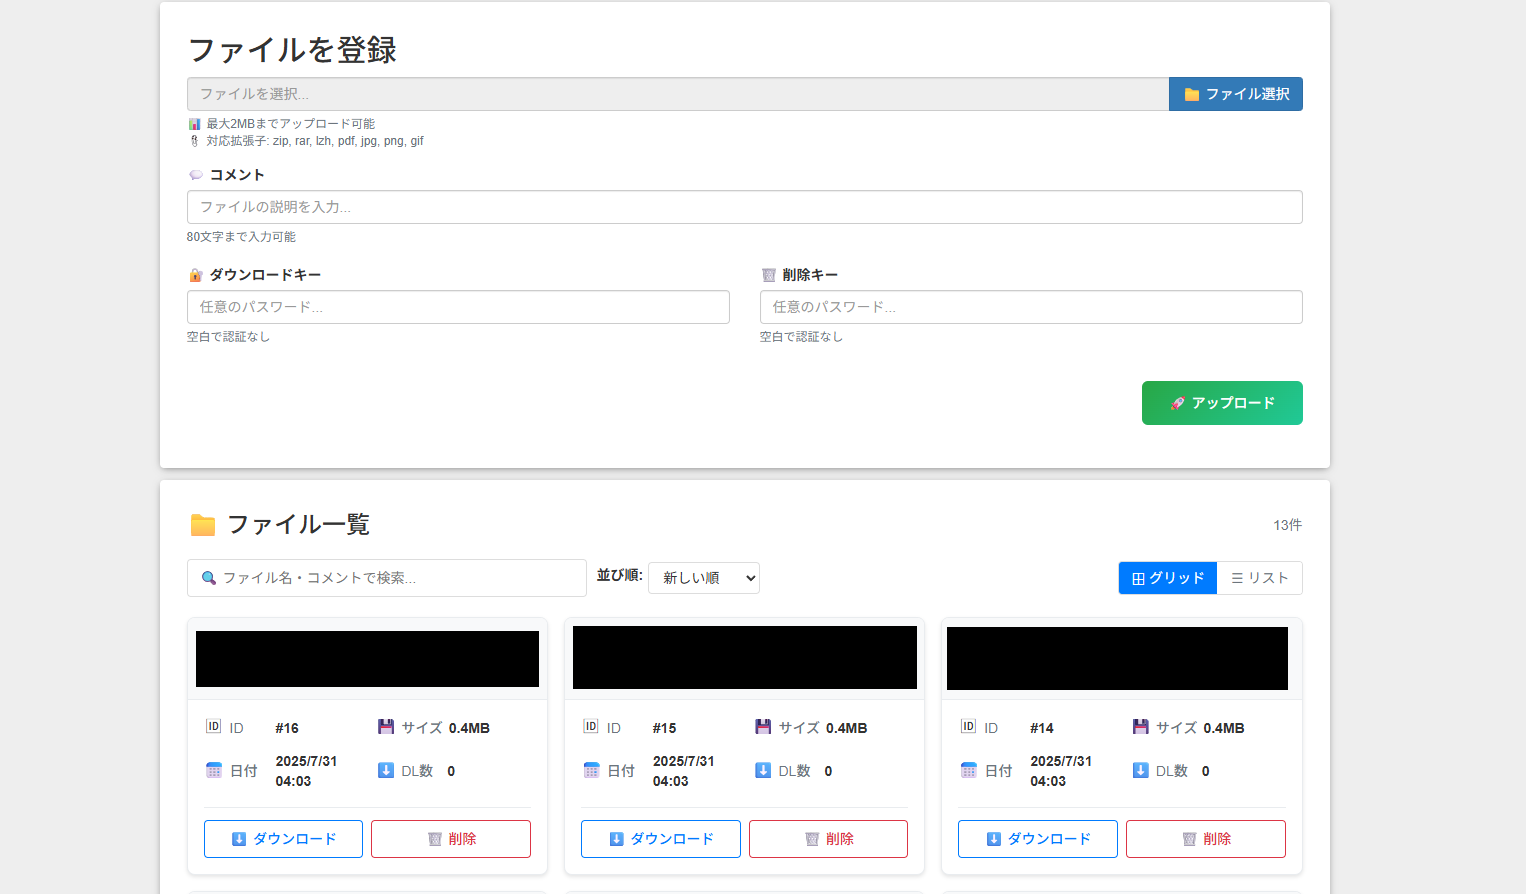 ファイルを登録
ファイルを選択...
ファイル選択
最大2MBまでアップロード可能
対応拡張子: zip, rar, lzh, pdf, jpg, png, gif
コメント
ファイルの説明を入力...
80文字まで入力可能
ダウンロードキー
任意のパスワード...
空白で認証なし
削除キー
任意のパスワード...
空白で認証なし
アップロード
ファイル一覧
13件
ファイル名・コメントで検索...
並び順:
新しい順
グリッド
リスト
ID #16 サイズ 0.4MB
日付 2025/7/31
04:03
DL数 0
ダウンロード
削除
ID #15 サイズ 0.4MB
日付 2025/7/31
04:03
DL数 0
ダウンロード
削除
ID #14 サイズ 0.4MB
日付 2025/7/31
04:03
DL数 0
ダウンロード
削除